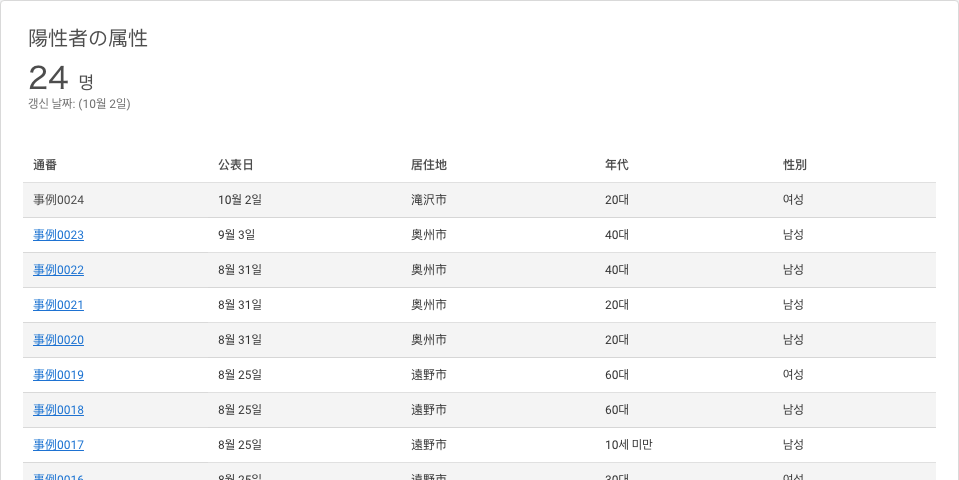 陽性者の属性
24 명
갱신 날짜: (10월 2일)
通番 公表日 居住地 年代 性別
事例0024 10월 2일 滝沢市 20대 여성
事例0023 9월 3일 奥州市 40대 남성
事例0022 8월 31일 奥州市 40대 남성
事例0021 8월 31일 奥州市 20대 남성
事例0020 8월 31일 奥州市 20대 남성
事例0019 8월 25일 遠野市 60대 여성
事例0018 8월 25일 遠野市 60대 남성
事例0017 8월 25일 遠野市 10세 미만 남성
事例0016 8월 25일 遠野市 30대 여성